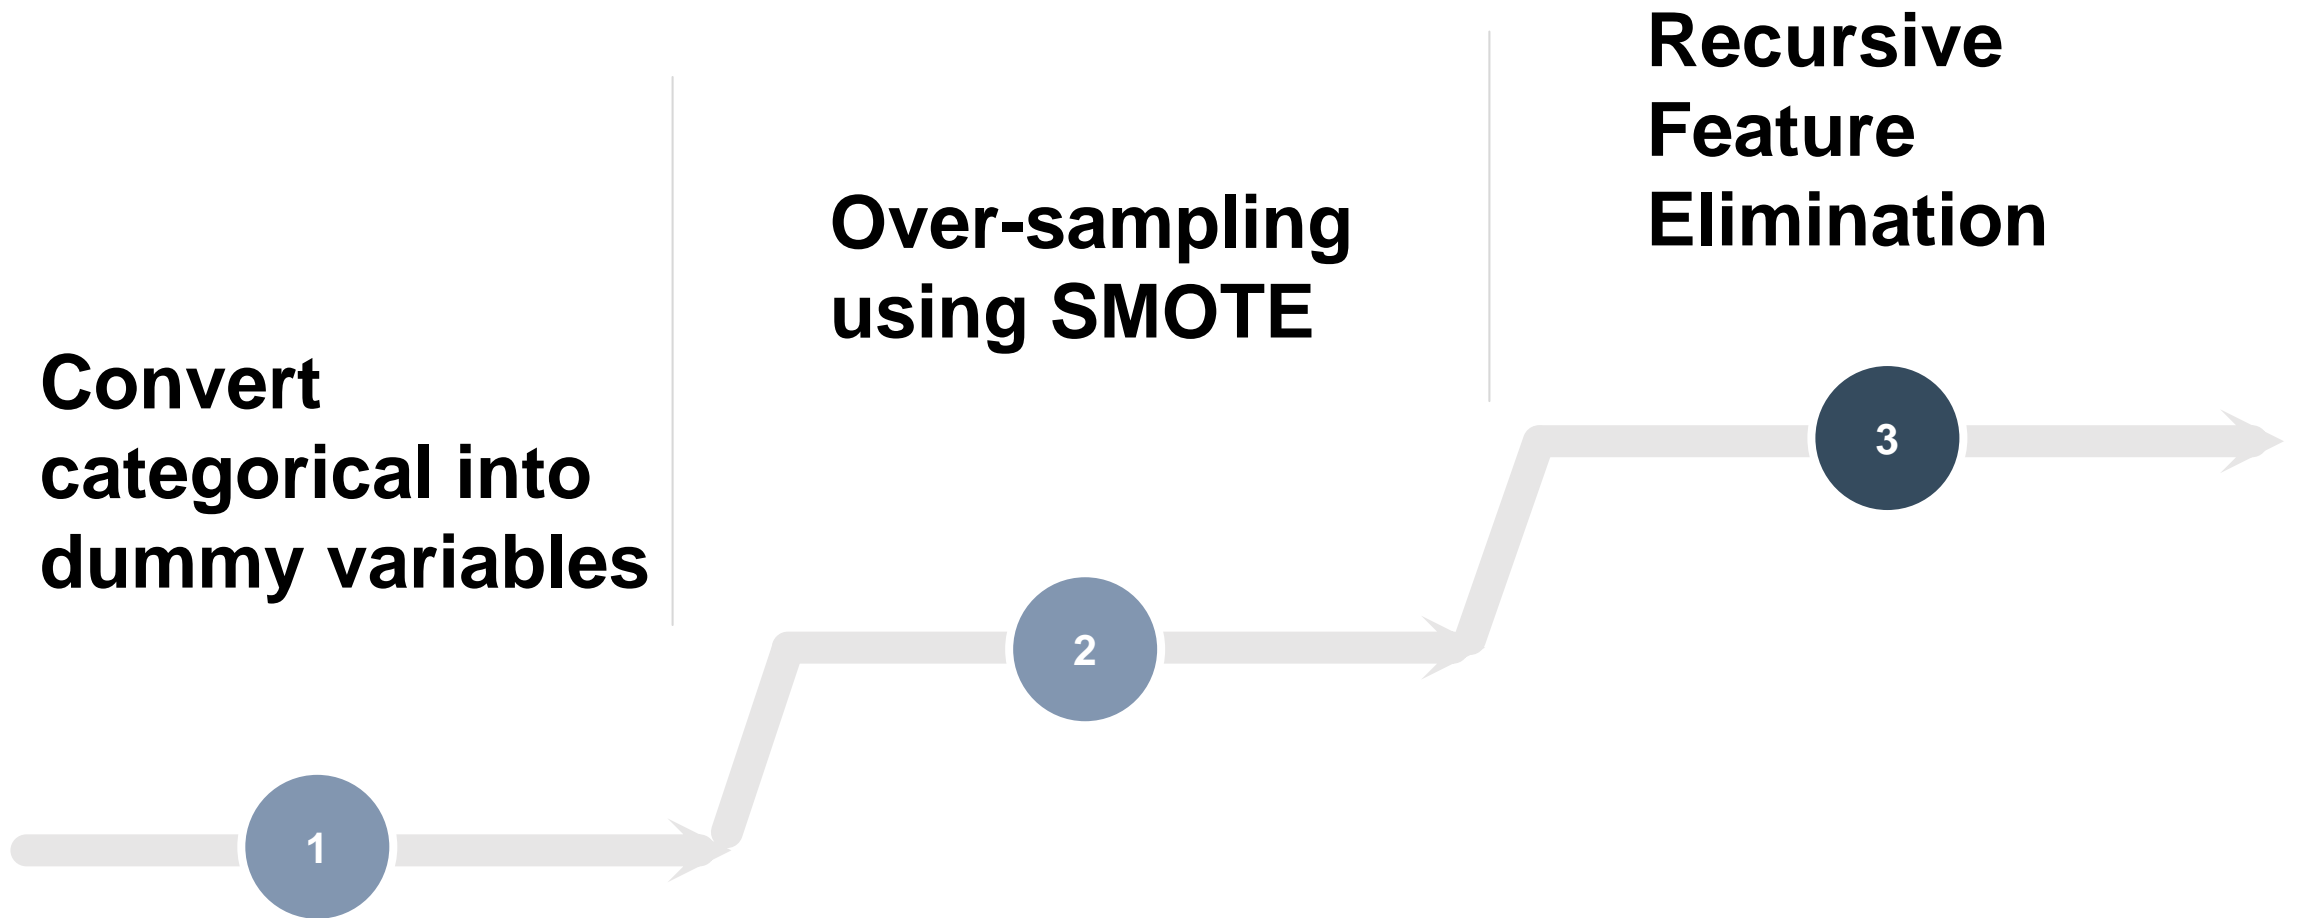 Convert
categorical into
dummy variables
1
Over-sampling
using SMOTE
2
Recursive
Feature
Elimination
3